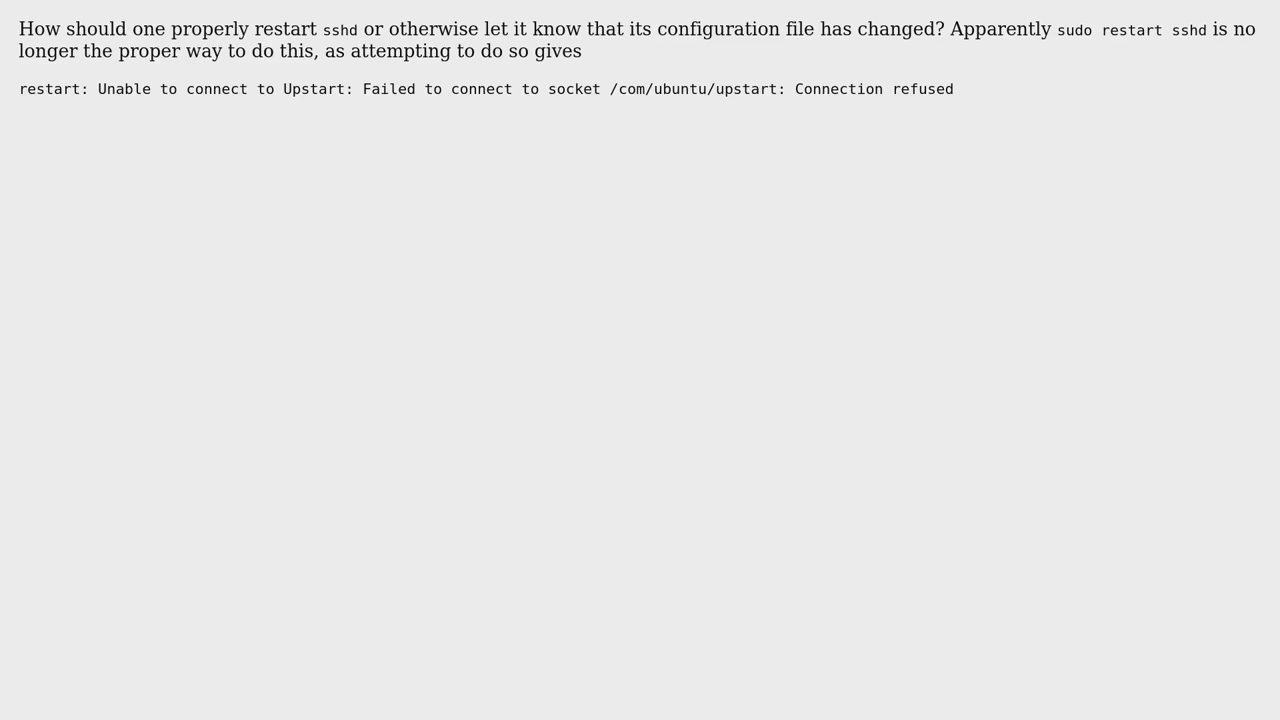 How should one properly restart sshd or otherwise let it know that its configuration file has changed? Apparently sudo restart sshd is no
longer the proper way to do this, as attempting to do so gives
restart: Unable to connect to Upstart: Failed to connect to socket /com/ubuntu/upstart: Connection refused